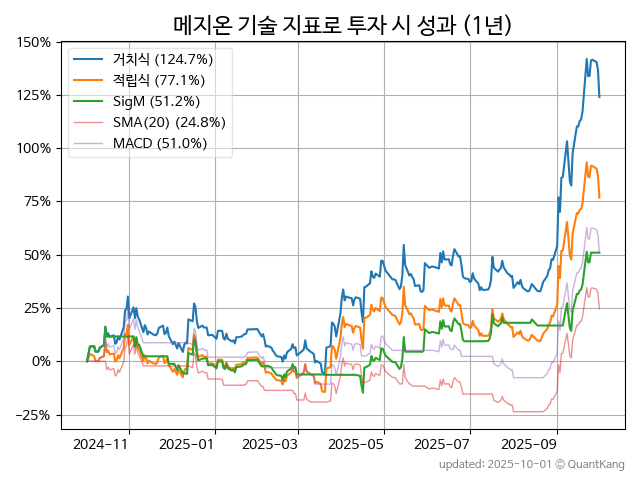 메지온 기술 지표로 투자 시 성과 (1년)
150%
125%
100%
75%
50%
25%
0%
−25%
거치식 (124.7%)
적립식 (77.1%)
SigM (51.2%)
SMA(20) (24.8%)
MACD (51.0%)
2024-11 2025-01 2025-03 2025-05 2025-07 2025-09
updated: 2025-10-01 © QuantKang